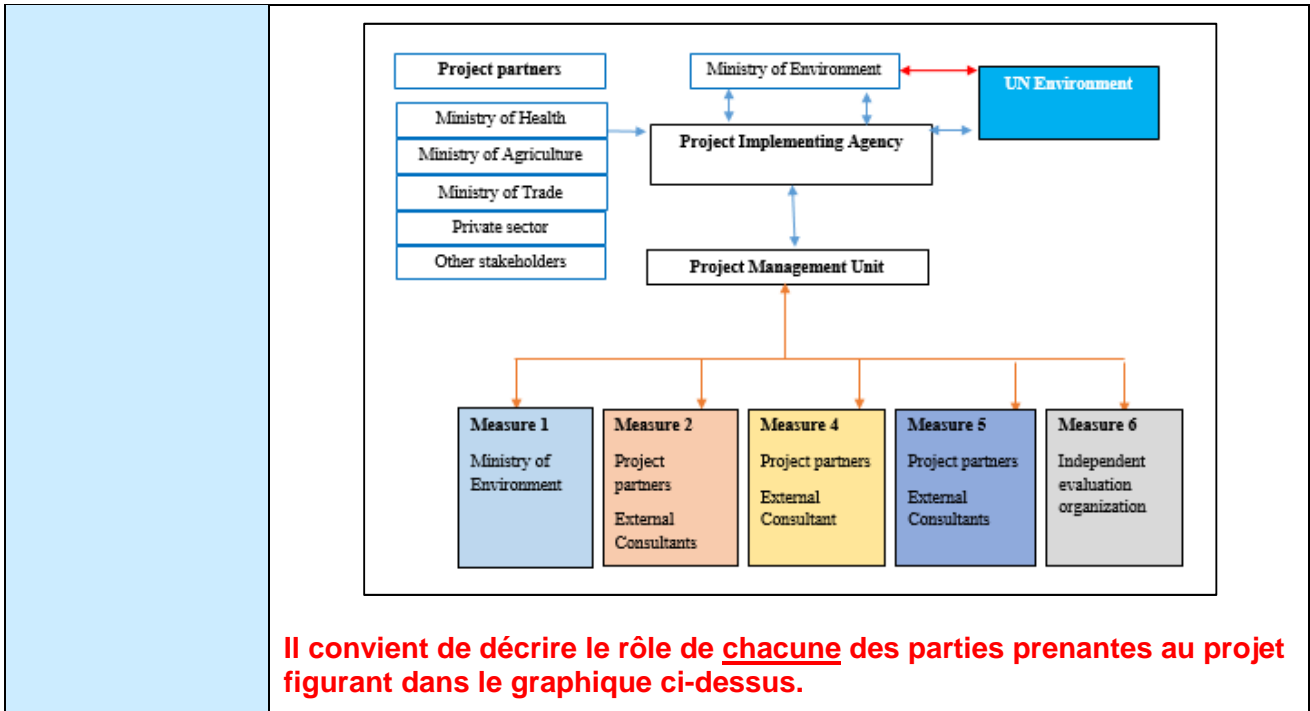 Project partners
Ministry of Health
Ministry of Agriculture
Ministry of Trade
Private sector
Other stakeholders
Ministry of Environment
UN Environment
Project Implementing Agency
Project Management Unit
Measure 1
Ministry of
Environment
Measure 2
Project
partners
External
Consultants
Measure 4
Project partners
External
Consultant
Measure 5
Project partners
External
Consultants
Measure 6
Independent
evaluation
organization
Il convient de décrire le rôle de chacune des parties prenantes au projet
figurant dans le graphique ci-dessus.